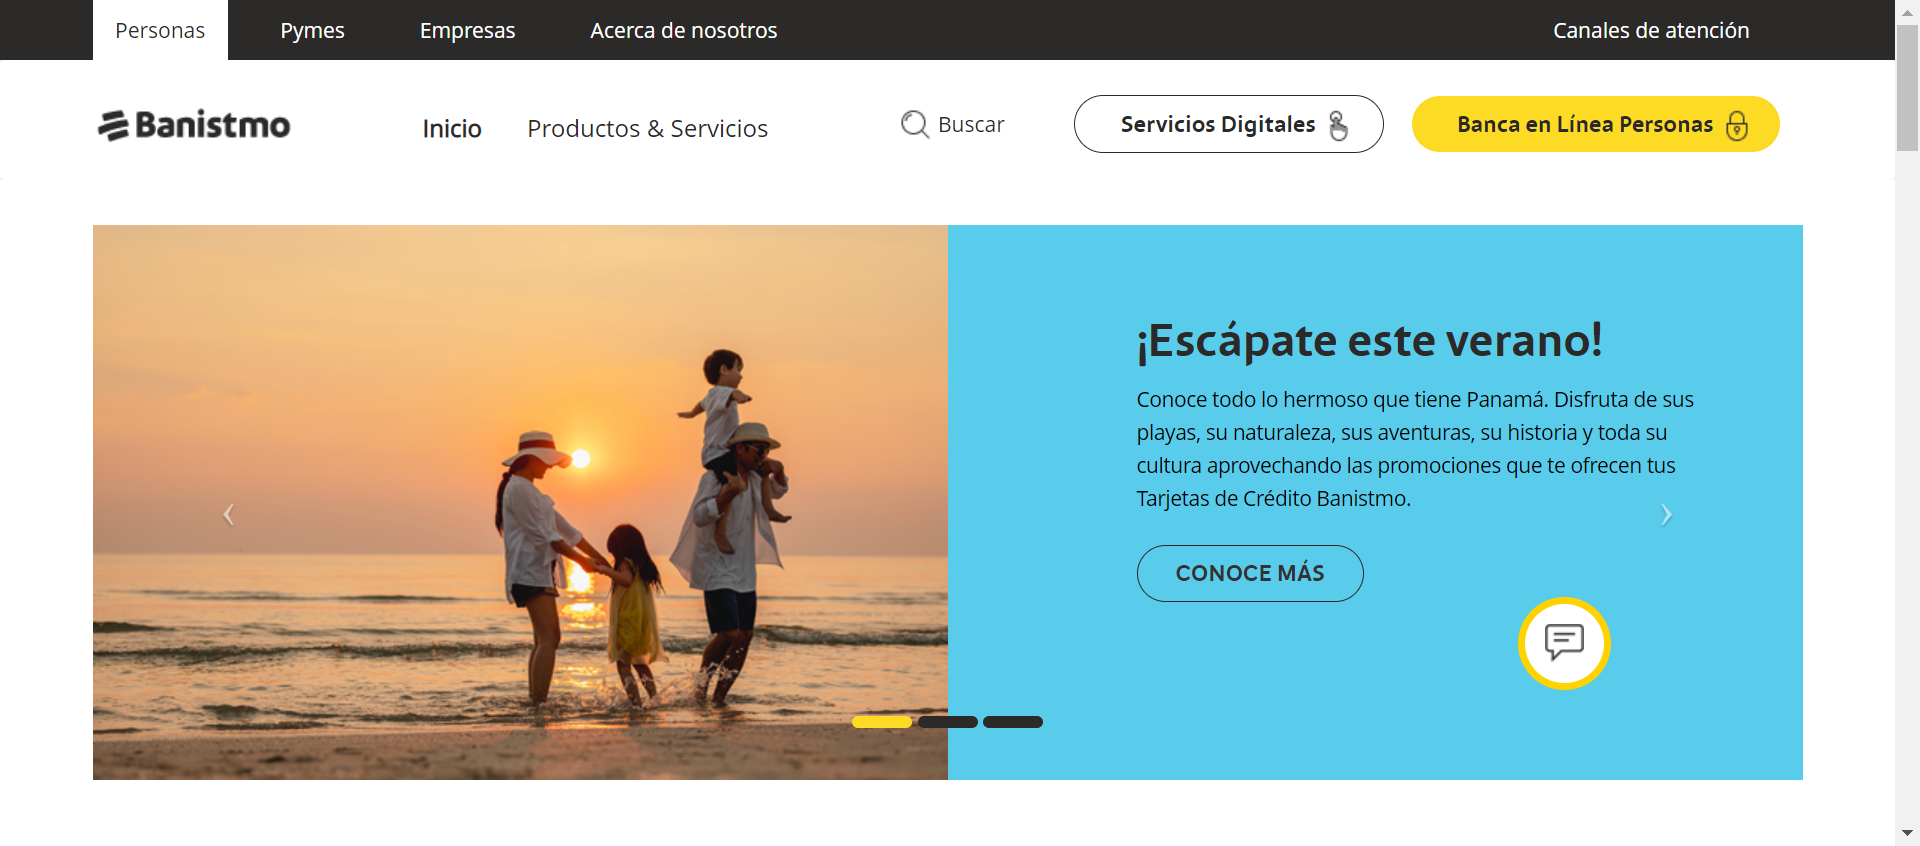 Personas
Pymes
Empresas
Acerca de nosotros
Canales de atención
Banistmo
Inicio
Productos & Servicios
Buscar
Servicios Digitales
Banca en Línea Personas
¡Escápate este verano!
Conoce todo lo hermoso que tiene Panamá. Disfruta de sus
playas, su naturaleza, sus aventuras, su historia y toda su
cultura aprovechando las promociones que te ofrecen tus
Tarjetas de Crédito Banistmo.
CONOCE MÁS